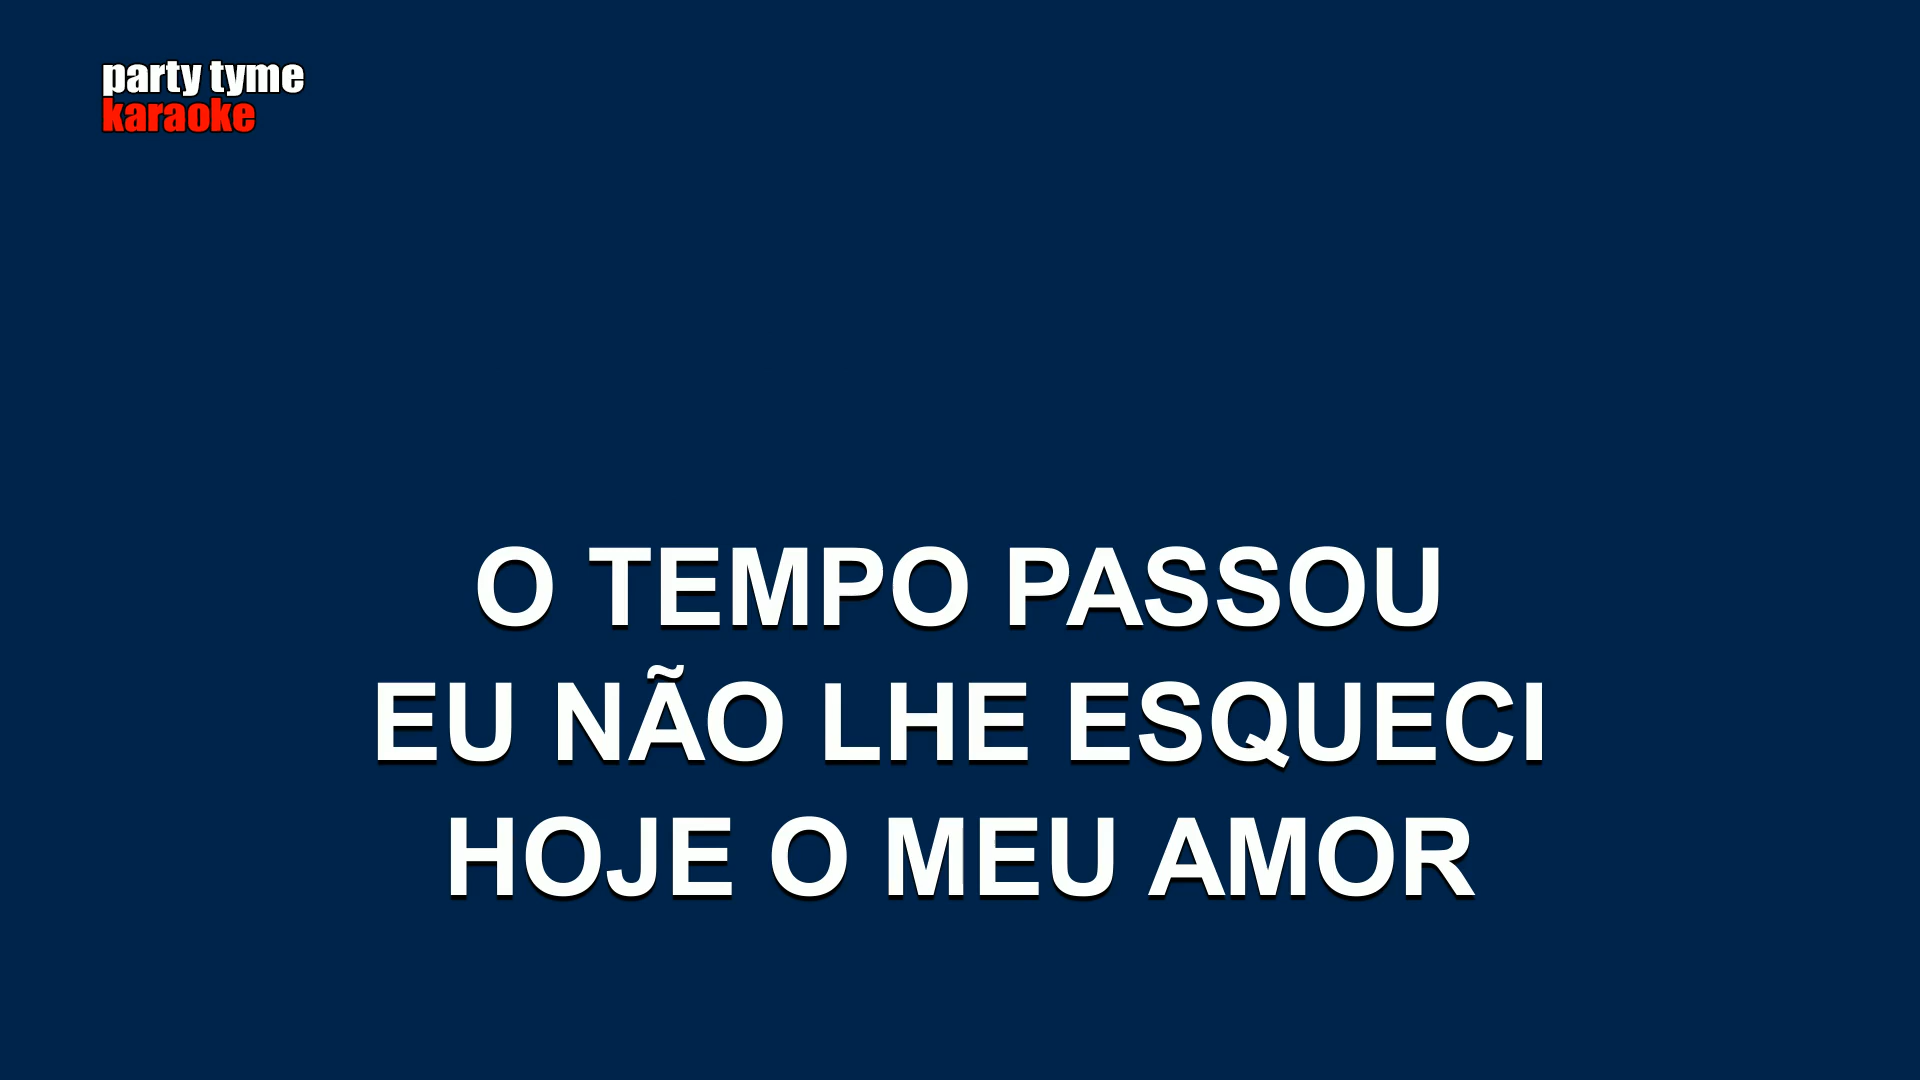 party tyme
karaoke
O TEMPO PASSOU
EU NÃO LHE ESQUECI
HOJE O MEU AMOR